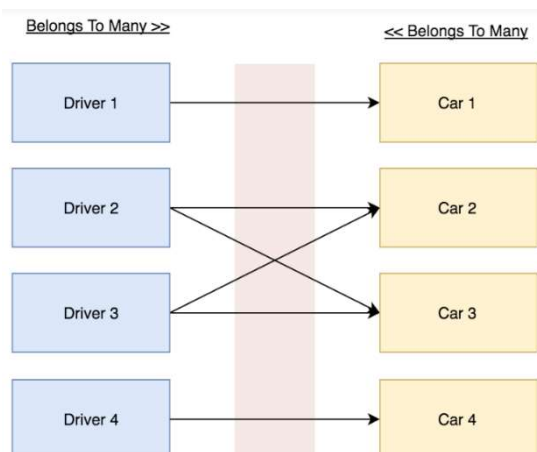 Belongs To Many >>
<< Belongs To Many
Driver 1
Car 1
Driver 2
Car 2
Driver 3
Car 3
Driver 4
Car 4